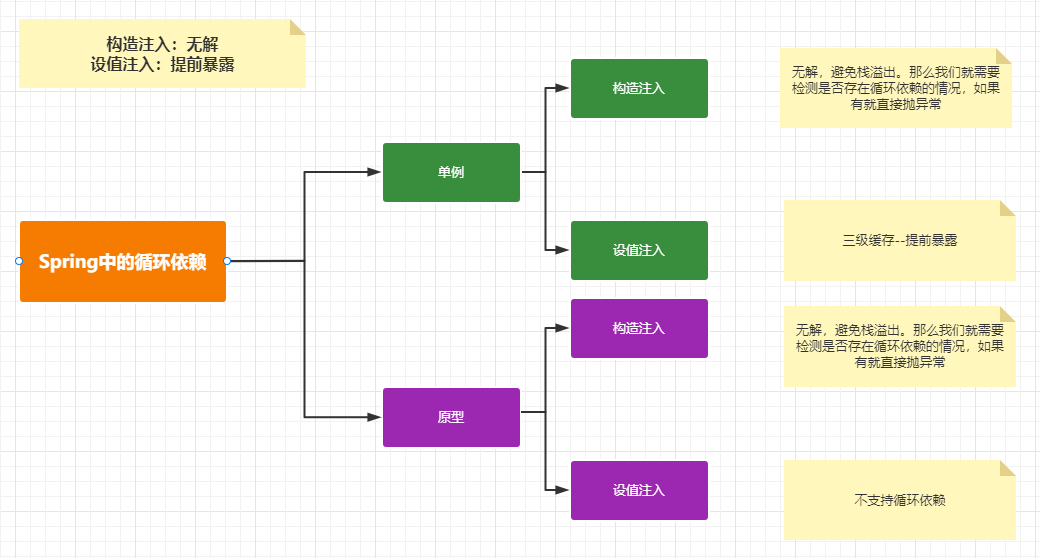 构造注入：无解
设值注入：提前暴露
构造注入
无解，避免栈溢出。那么我们就需要
检测是否存在循环依赖的情况，如果
有就直接抛异常
单例
Spring中的循环依赖
设值注入
三级缓存--提前暴露
构造注入
无解，避免栈溢出。那么我们就需要
检测是否存在循环依赖的情况，如果
有就直接抛异常
原型
设值注入
不支持循环依赖